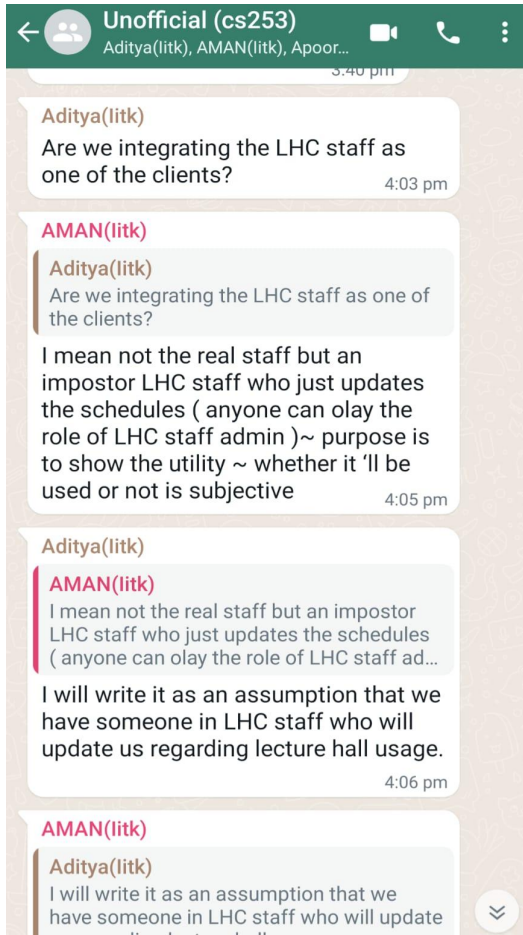 Unofficial (cs253)
Aditya(Iitk), AMAN(Iitk), Apoor...
3:40 pm
Aditya(Iitk)
Are we integrating the LHC staff as
one of the clients?
4:03 pm
AMAN(Iitk)
Aditya(Iitk)
Are we integrating the LHC staff as one of
the clients?
I mean not the real staff but an
impostor LHC staff who just updates
the schedules ( anyone can olay the
role of LHC staff admin )~ purpose is
to show the utility ~ whether it ‘ll be
used or not is subjective
4:05 pm
Aditya(Iitk)
AMAN(Iitk)
I mean not the real staff but an impostor
LHC staff who just updates the schedules
( anyone can olay the role of LHC staff ad...
I will write it as an assumption that we
have someone in LHC staff who will
update us regarding lecture hall usage.
4:06 pm
AMAN(Iitk)
Aditya(Iitk)
I will write it as an assumption that we
have someone in LHC staff who will update